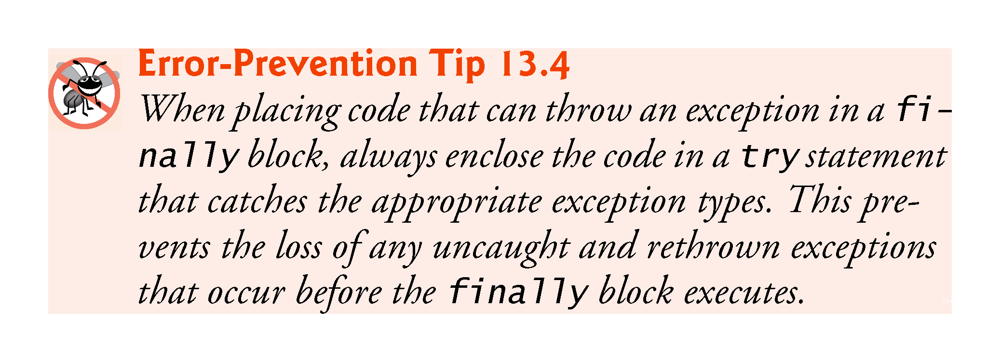 Error-Prevention Tip 13.4
When placing code that can throw an exception in a fi-
nally block, always enclose the code in a try statement
that catches the appropriate exception types. This pre-
vents the loss of any uncaught and rethrown exceptions
that occur before the finally block executes.